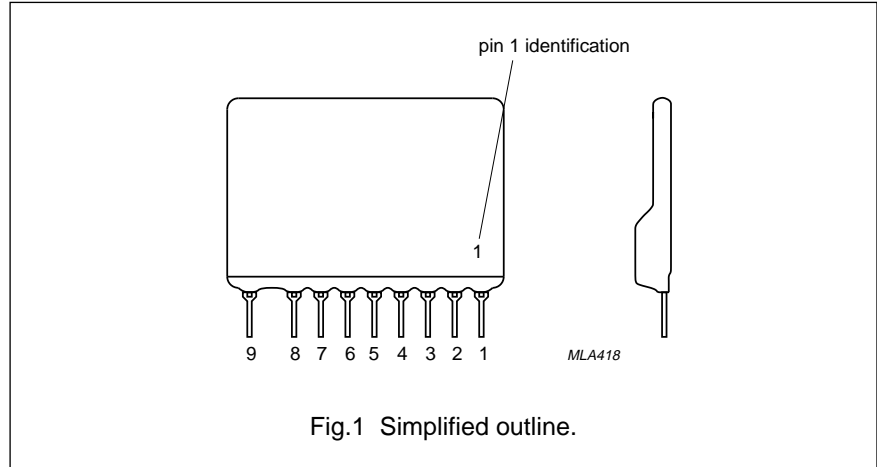 pin 1 identification
1
9 8 7 6 5 4 3 2 1
MLA418
Fig.1 Simplified outline.